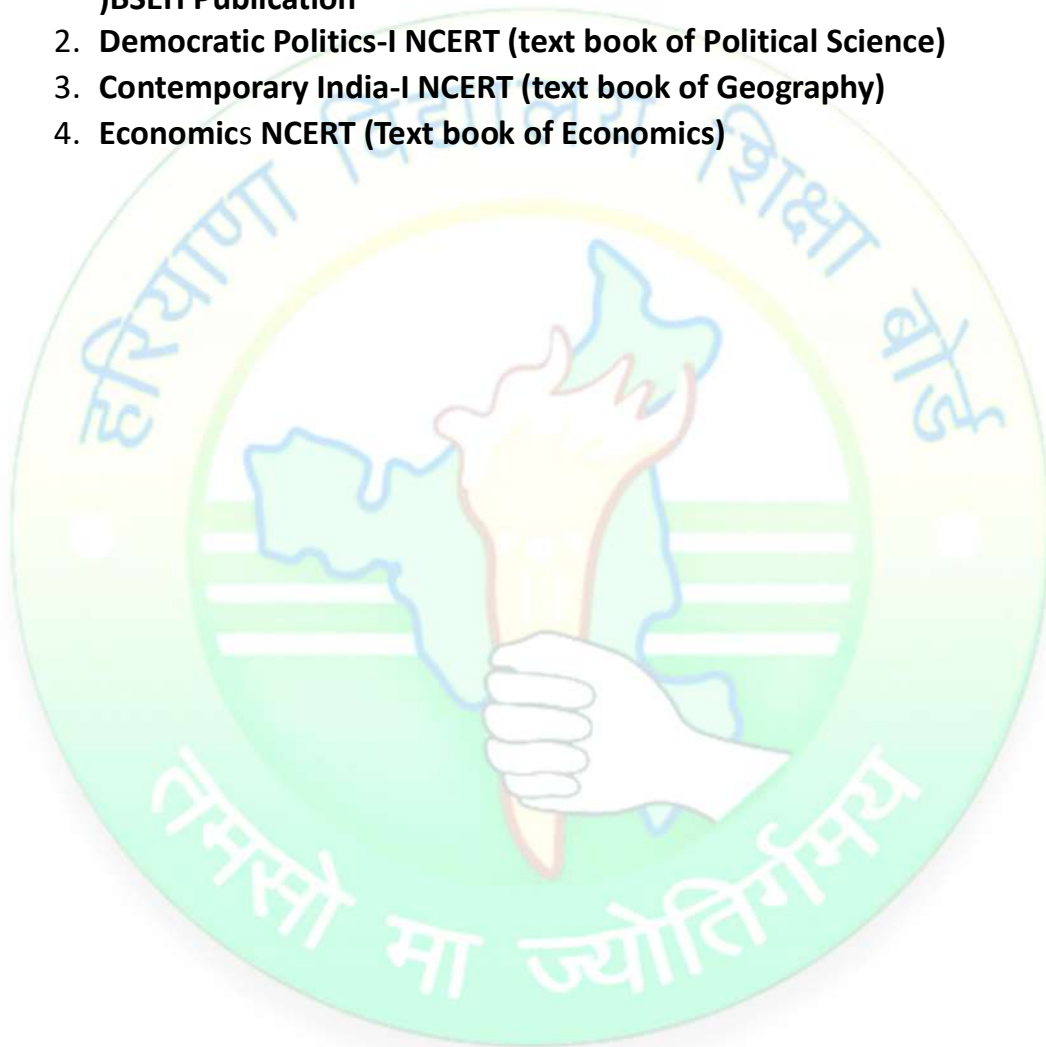 )BSEH Publication
2. Democratic Politics-I NCERT (text book of Political Science)
3. Contemporary India-I NCERT (text book of Geography)
4. Economics NCERT (Text book of Economics)
हरियाणा विद्यालय शिक्षा बोर्ड
तमसो मा ज्योतिर्गमय